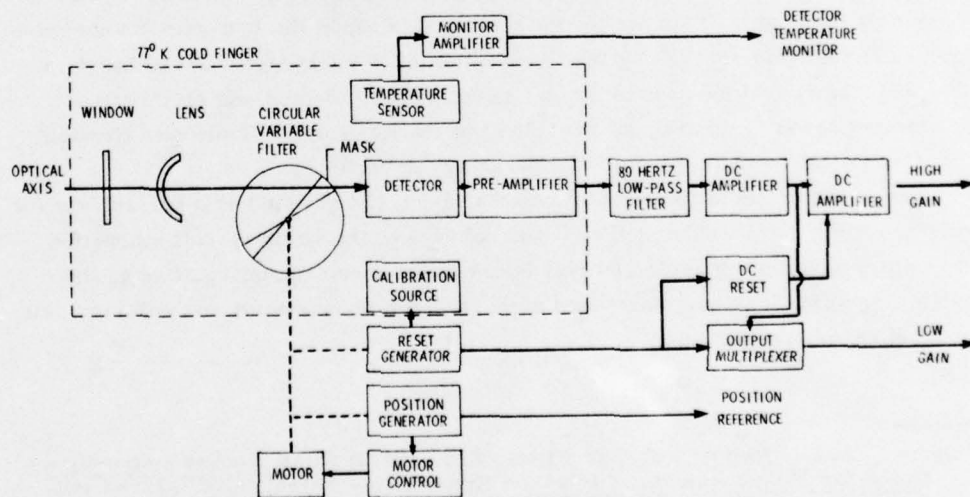 MONITOR
AMPLIFIER
DETECTOR
TEMPERATURE
MONITOR
77⁰ K COLD FINGER
TEMPERATURE
SENSOR
WINDOW
LENS
CIRCULAR
VARIABLE
FILTER
MASK
OPTICAL
AXIS
DETECTOR
PRE-AMPLIFIER
80 HERTZ
LOW-PASS
FILTER
DC
AMPLIFIER
DC
AMPLIFIER
HIGH
GAIN
CALIBRATION
SOURCE
DC
RESET
RESET
GENERATOR
OUTPUT
MULTIPLEXER
LOW
GAIN
POSITION
GENERATOR
POSITION
REFERENCE
MOTOR
MOTOR
CONTROL